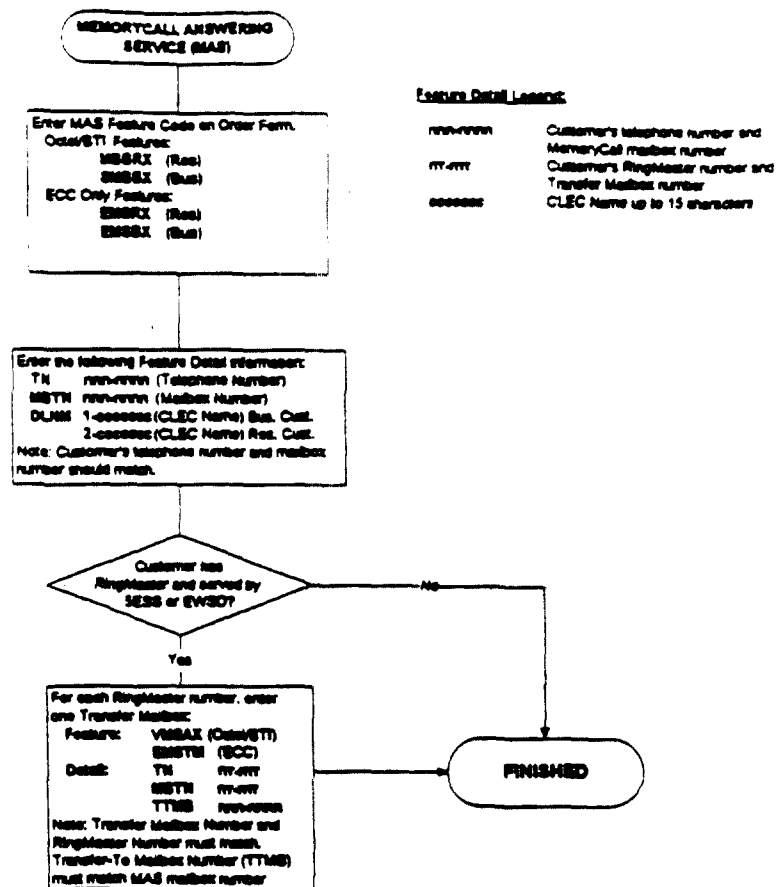 MEMORYCALL ANSWERING
SERVICE (MAS)
Feature Detail Legend:
nnn-nnnn Customer's telephone number and
MemoryCall mailbox number
rrr-rrrr Customer's RingMaster number and
Transfer Mailbox number
CLEC Name up to 15 characters
Enter MAS Feature Code on Order Form.
Octel/BTI Features:
(Res)
(Bus)
ECC Only Features:
(Res)
(Bus)
Enter the following Feature Detail information:
TN nnn-nnnn (Telephone Number)
MBTN nnn-nnnn (Mailbox Number)
(CLEC Name) Bus. Cust.
(CLEC Name) Res. Cust.
Note: Customer's telephone number and mailbox
number should match.
Customer has
RingMaster and served by
5ESS or EWSD?
No
Yes
For each RingMaster number, enter
one Transfer Mailbox:
Feature: (Octel/BTI)
(ECC)
Detail: TN rrr-rrrr
MBTN rrr-rrrr
TTMB nnn-nnnn
Note: Transfer Mailbox Number and
RingMaster Number must match.
Transfer-To Mailbox Number (TTMB)
must match MAS mailbox number
FINISHED